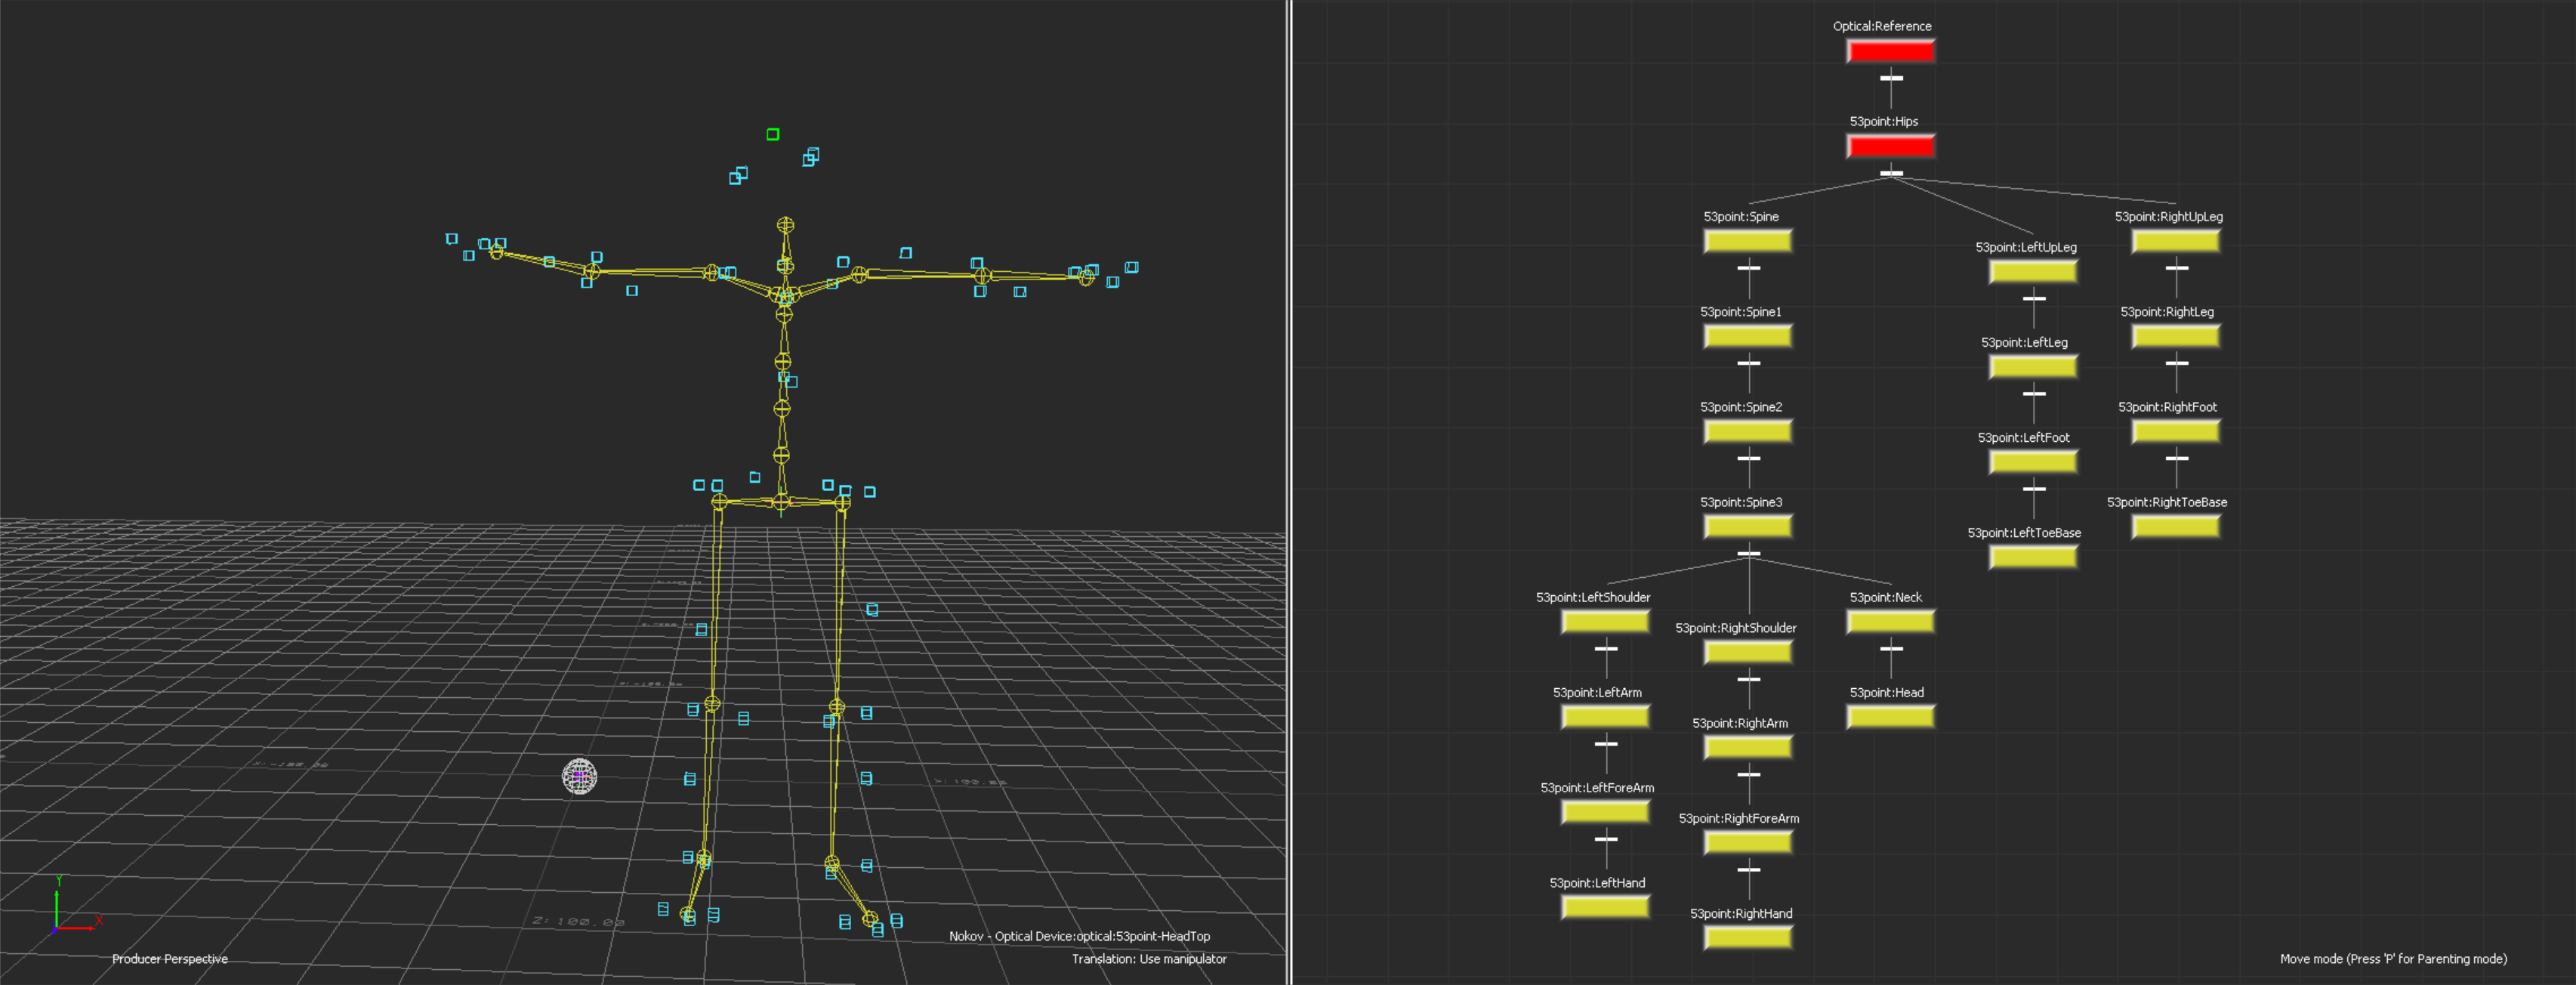 Y
X
Z:100.00
Nokov - Optical Device:optical:53point-HeadTop
Producer Perspective
Translation: Use manipulator
Optical:Reference
53point:Hips
53point:Spine
53point:RightUpLeg
53point:LeftUpLeg
53point:Spine1
53point:RightLeg
53point:LeftLeg
53point:Spine2
53point:RightFoot
53point:LeftFoot
53point:Spine3
53point:RightToeBase
53point:LeftToeBase
53point:LeftShoulder
53point:Neck
53point:RightShoulder
53point:LeftArm
53point:Head
53point:RightArm
53point:LeftForeArm
53point:RightForeArm
53point:LeftHand
53point:RightHand
Move mode (Press 'P' for Parenting mode)